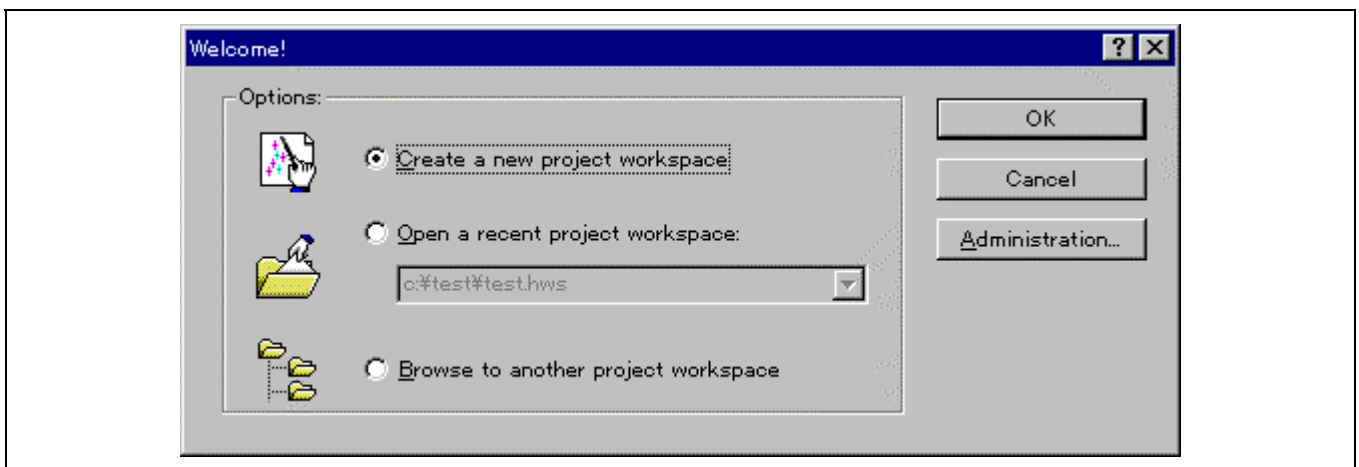 Welcome!
Options:
Create a new project workspace
Open a recent project workspace:
c:¥test¥test.hws
Browse to another project workspace
OK
Cancel
Administration...